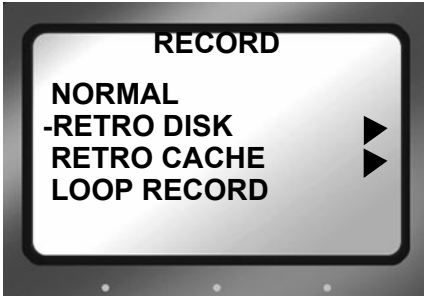 RECORD
NORMAL
-RETRO DISK
RETRO CACHE
LOOP RECORD